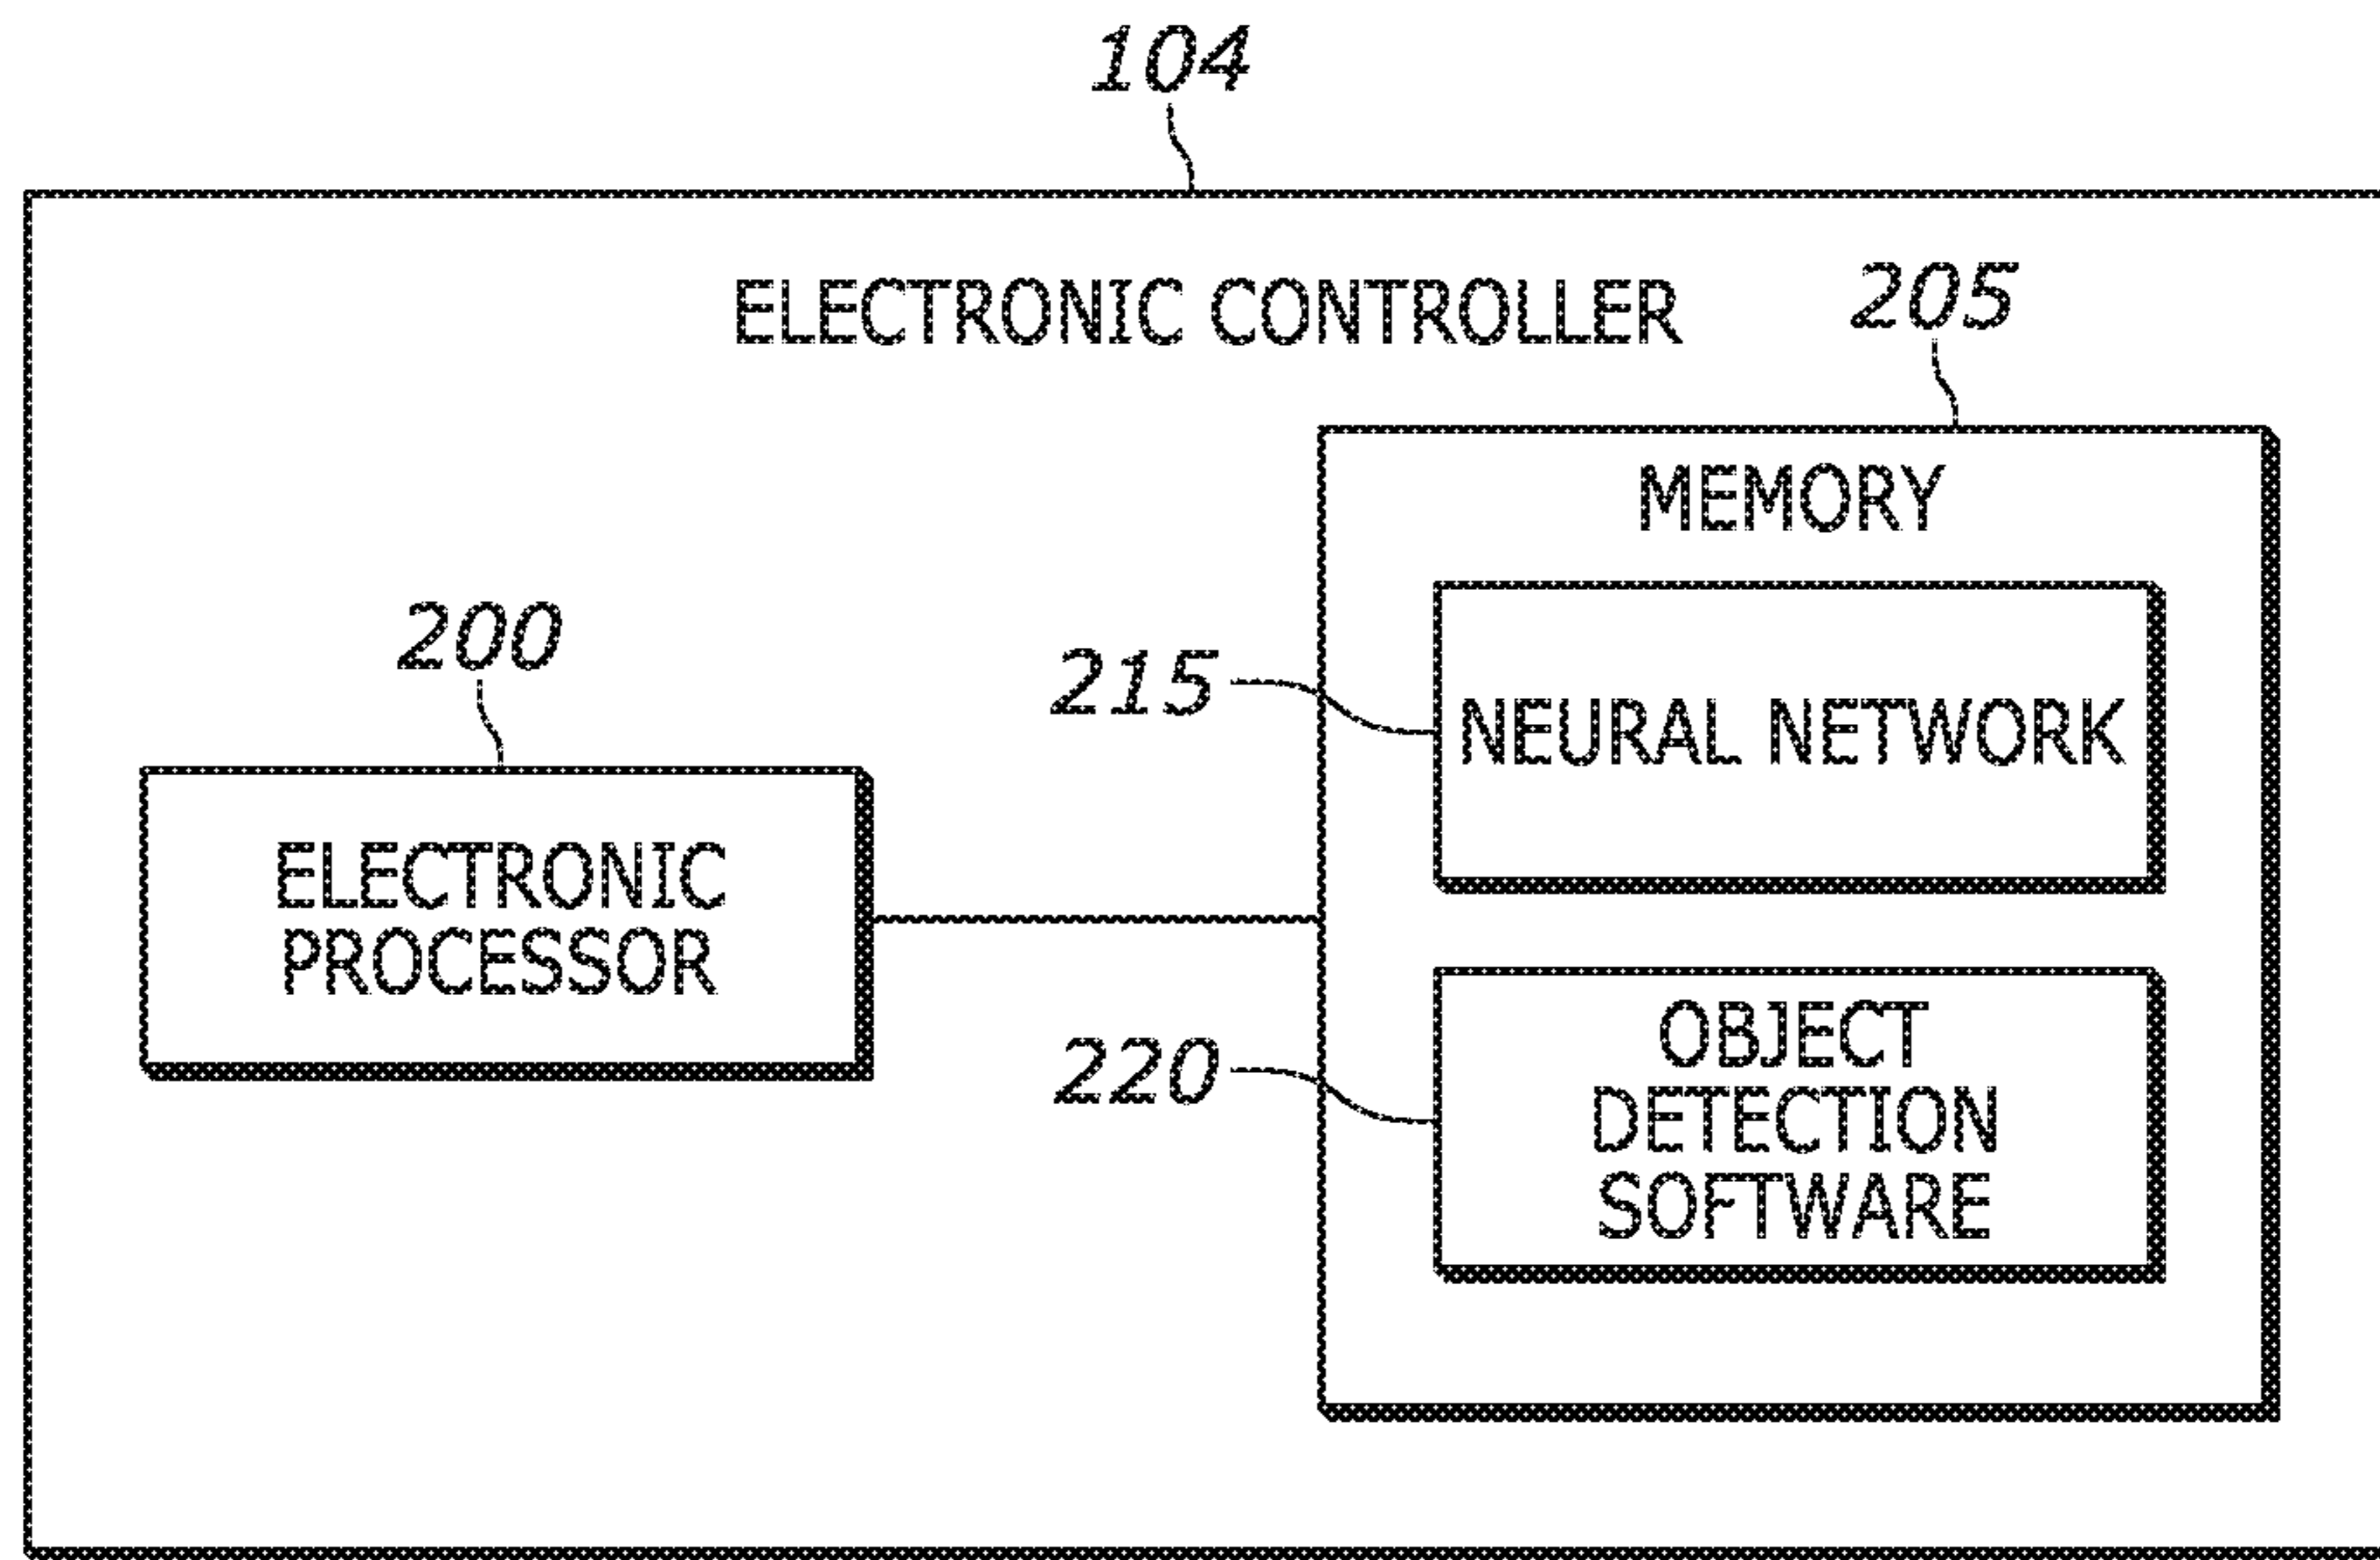 104
ELECTRONIC CONTROLLER
205
MEMORY
200
215
NEURAL NETWORK
ELECTRONIC
PROCESSOR
220
OBJECT
DETECTION
SOFTWARE